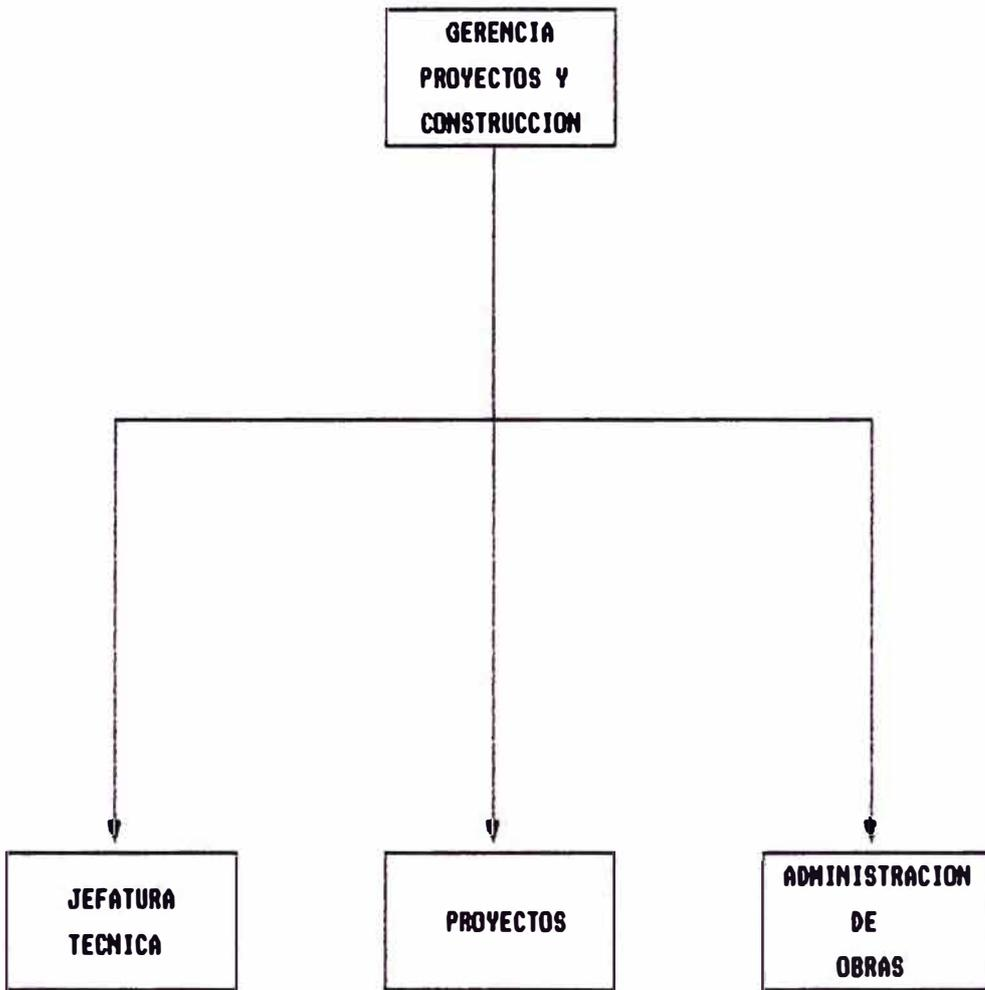 GERENCIA
PROYECTOS Y
CONSTRUCCION
JEFATURA
TECNICA
PROYECTOS
ADMINISTRACION
DE
OBRAS